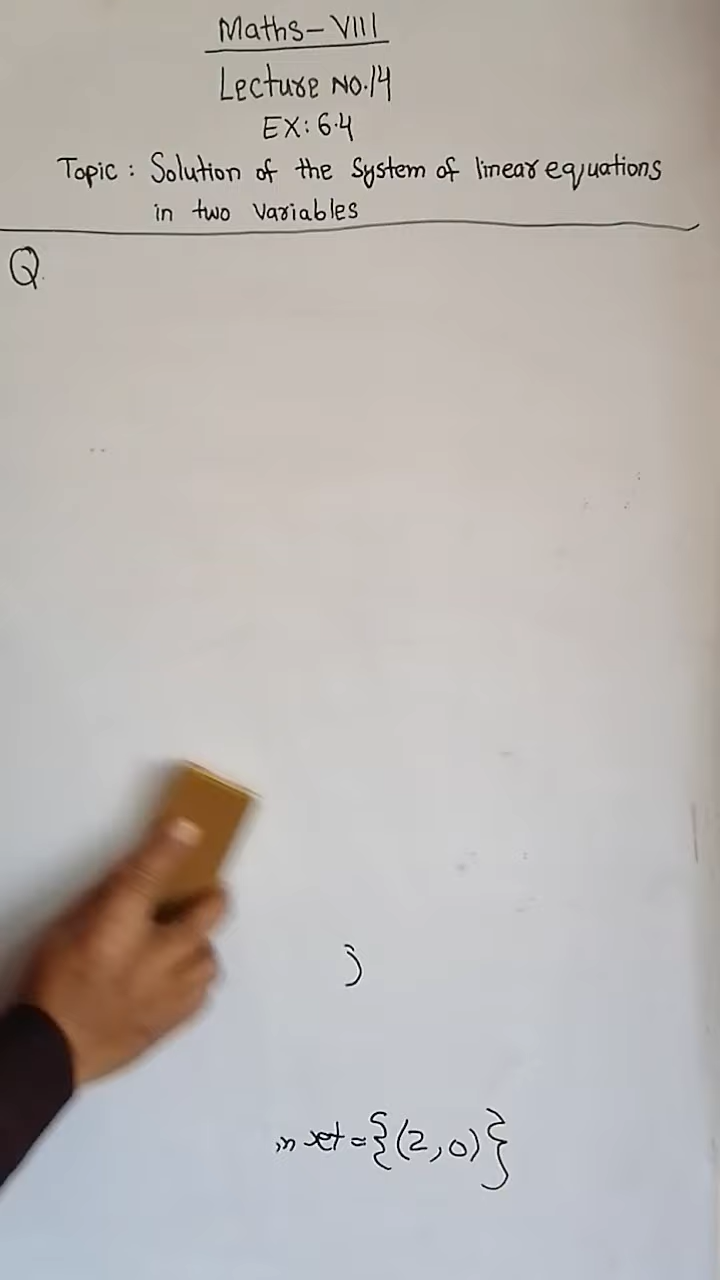 Maths - VIII
Lecture No.14
EX: 6.4
Topic: Solution of the System of linear equations
in two variables
Q.
)
n set = {(2,0)}